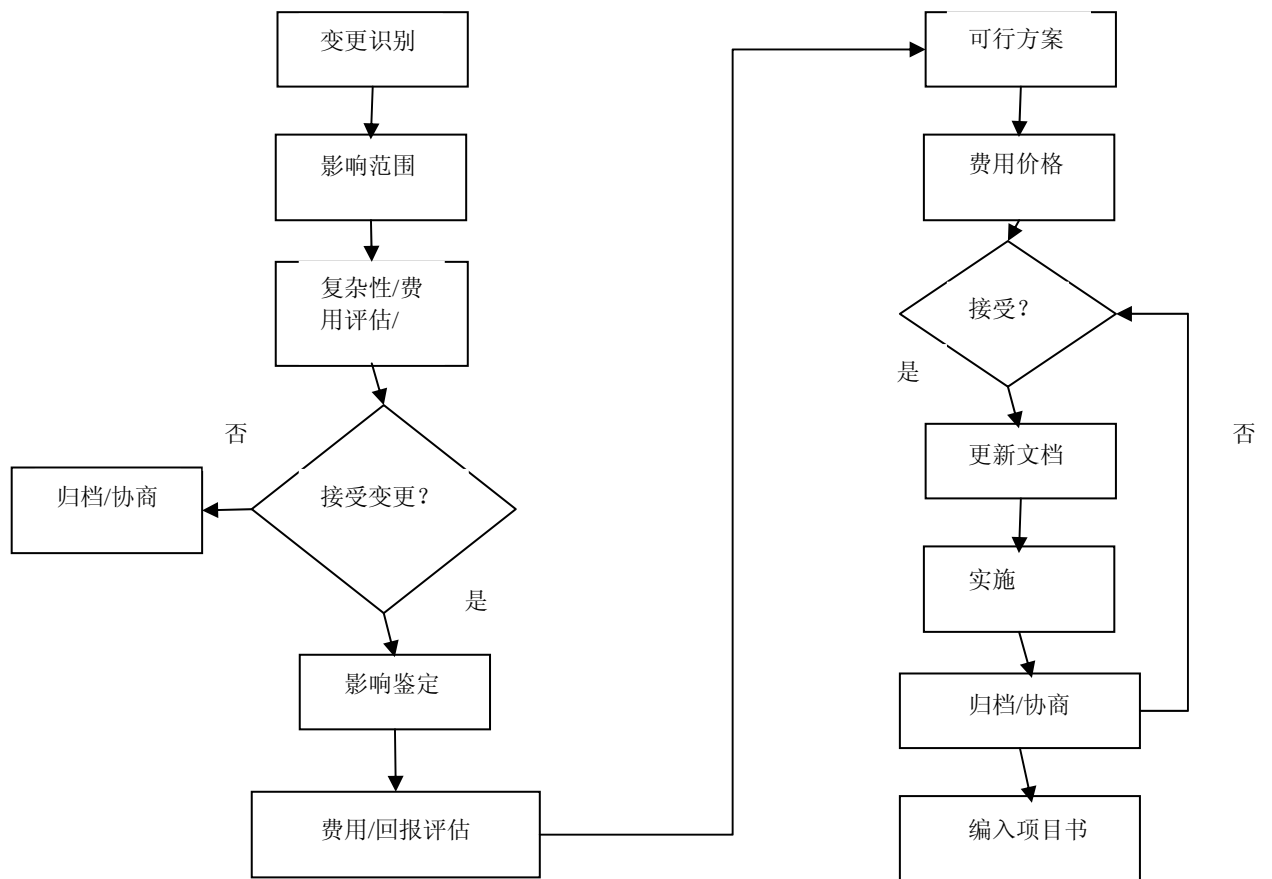 变更识别
影响范围
复杂性/费
用评估/
否
归档/协商
接受变更？
是
影响鉴定
费用/回报评估
可行方案
费用价格
接受？
是
否
更新文档
实施
归档/协商
编入项目书